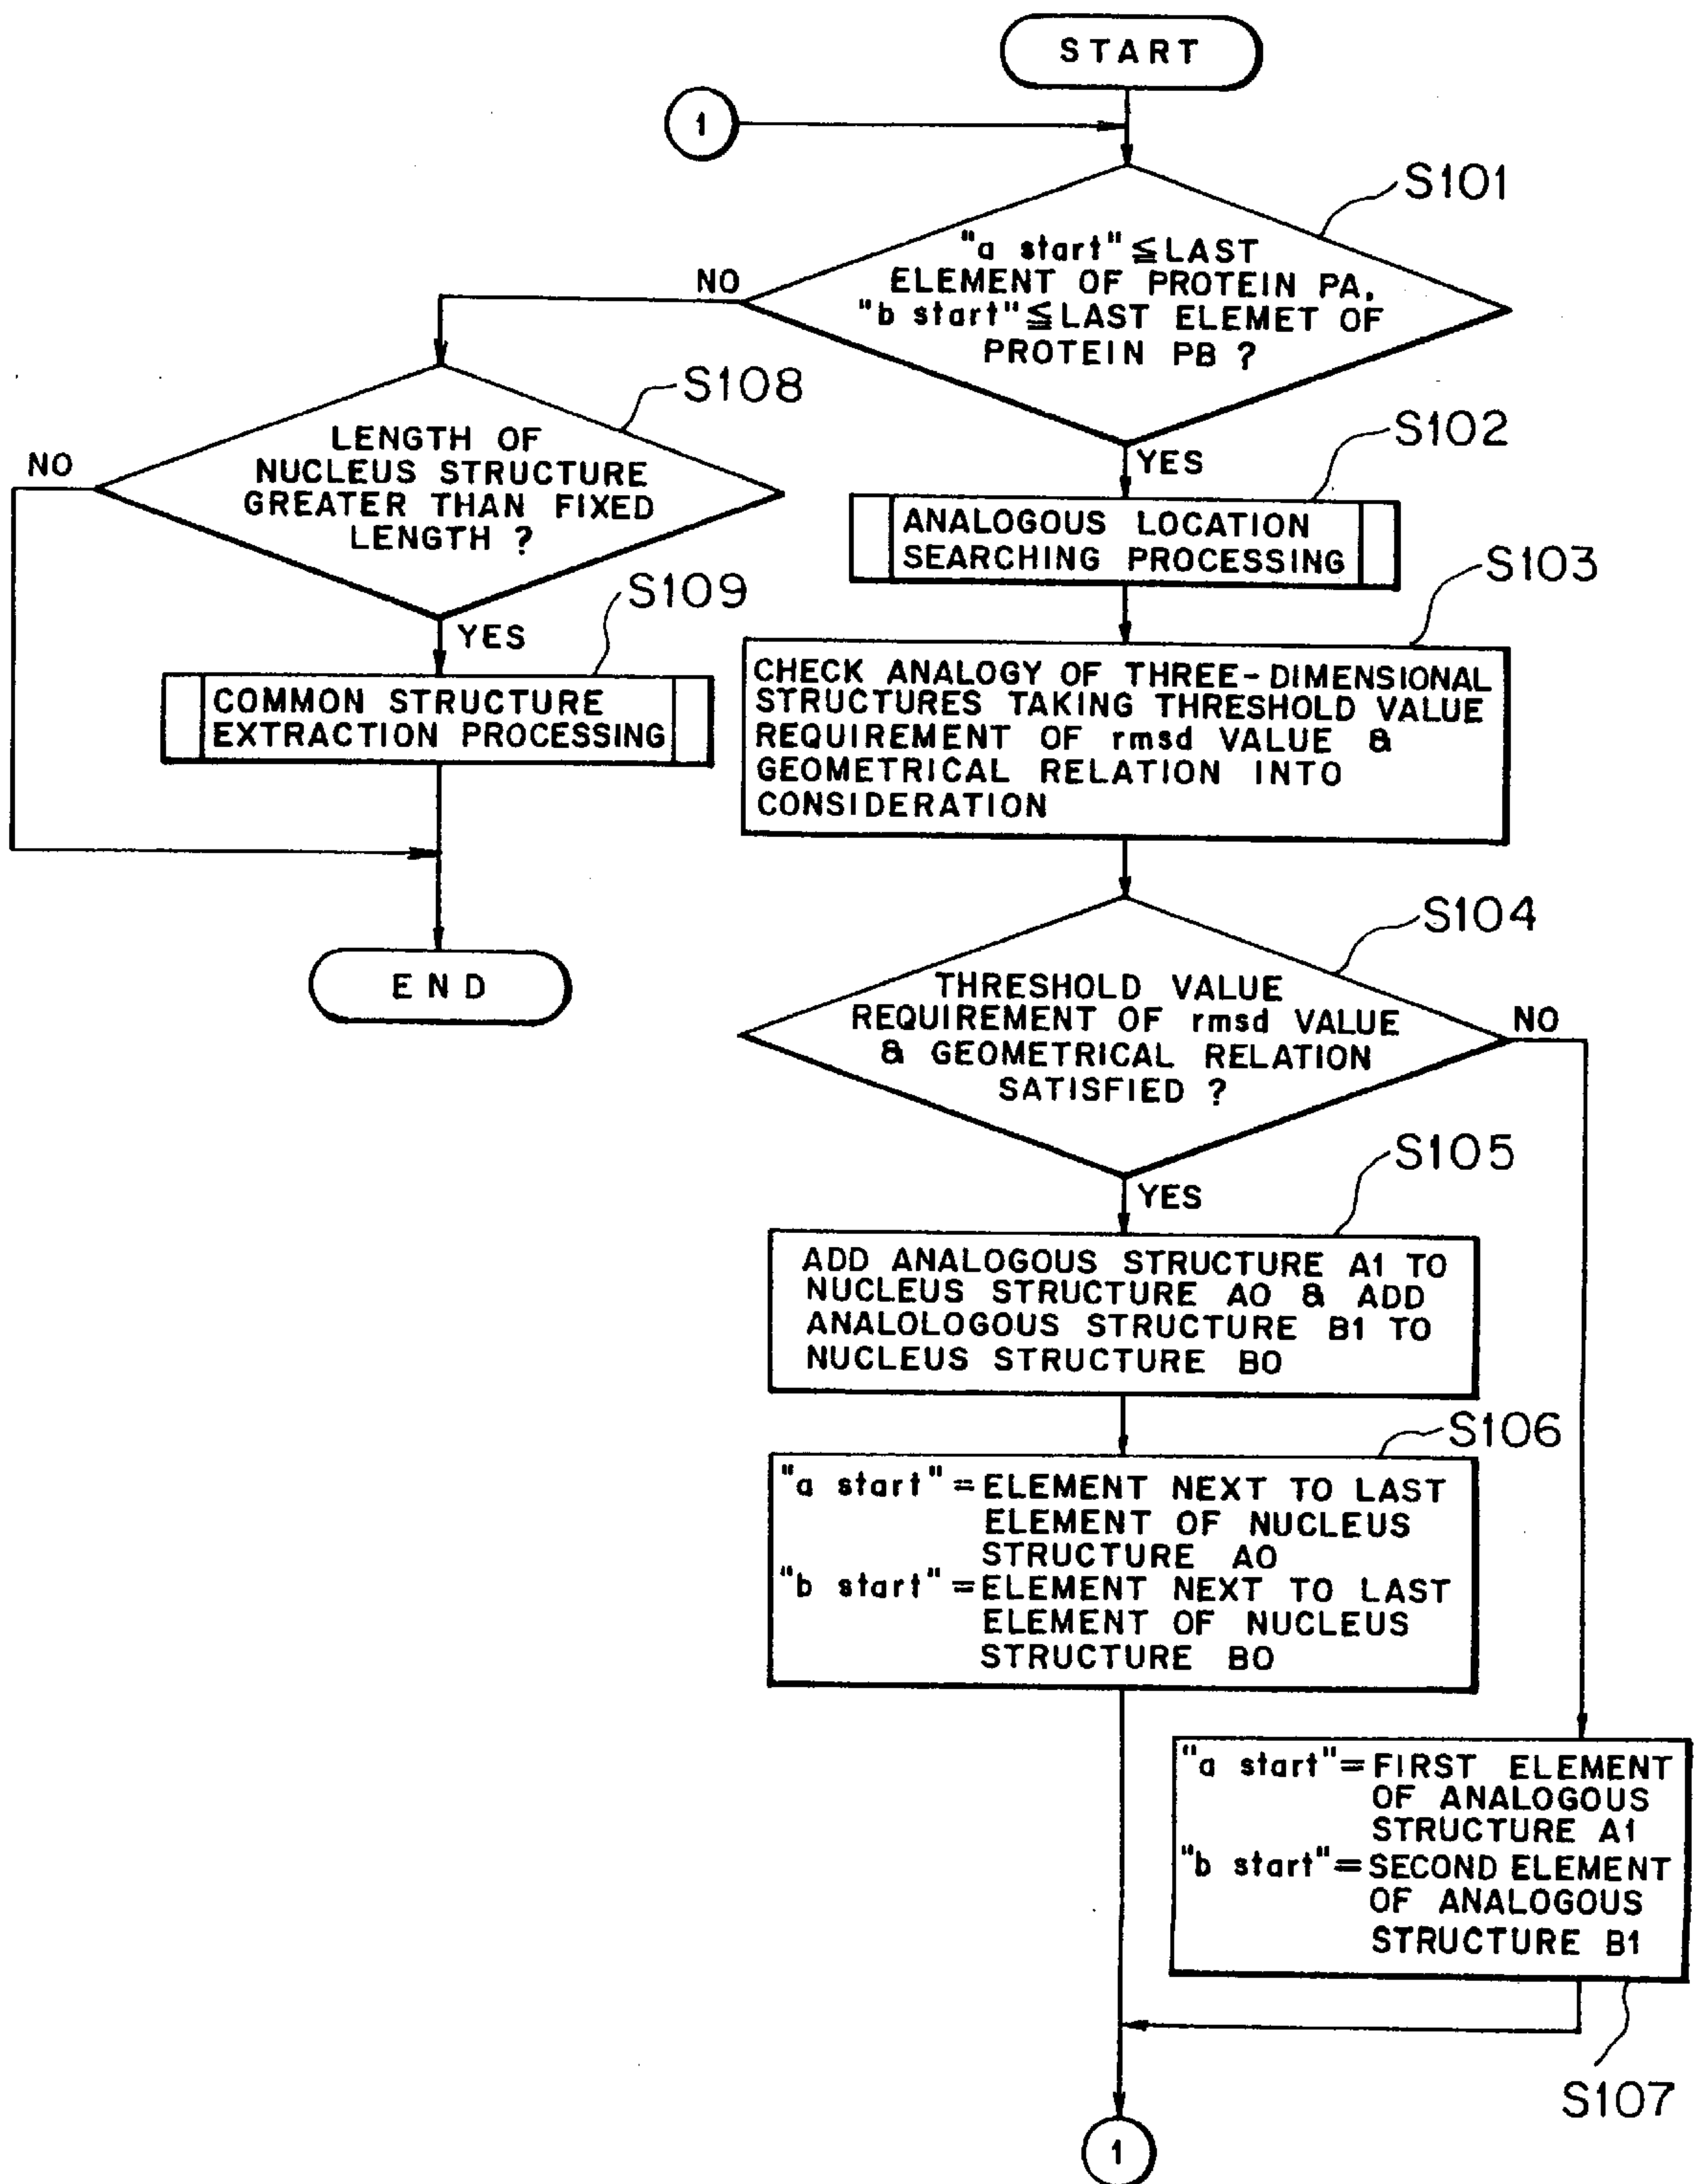 START
1
S101
"a start"≦LAST
ELEMENT OF PROTEIN PA,
"b start"≦LAST ELEMET OF
PROTEIN PB ?
NO
YES
S108
LENGTH OF
NUCLEUS STRUCTURE
GREATER THAN FIXED
LENGTH ?
NO
YES
S109
COMMON STRUCTURE
EXTRACTION PROCESSING
END
S102
ANALOGOUS LOCATION
SEARCHING PROCESSING
S103
CHECK ANALOGY OF THREE-DIMENSIONAL
STRUCTURES TAKING THRESHOLD VALUE
REQUIREMENT OF rmsd VALUE &
GEOMETRICAL RELATION INTO
CONSIDERATION
S104
THRESHOLD VALUE
REQUIREMENT OF rmsd VALUE
& GEOMETRICAL RELATION
SATISFIED ?
NO
YES
S105
ADD ANALOGOUS STRUCTURE A1 TO
NUCLEUS STRUCTURE A0 & ADD
ANALOLOGOUS STRUCTURE B1 TO
NUCLEUS STRUCTURE B0
S106
"a start"=ELEMENT NEXT TO LAST
ELEMENT OF NUCLEUS
STRUCTURE A0
"b start"=ELEMENT NEXT TO LAST
ELEMENT OF NUCLEUS
STRUCTURE B0
"a start"=FIRST ELEMENT
OF ANALOGOUS
STRUCTURE A1
"b start"=SECOND ELEMENT
OF ANALOGOUS
STRUCTURE B1
S107
1